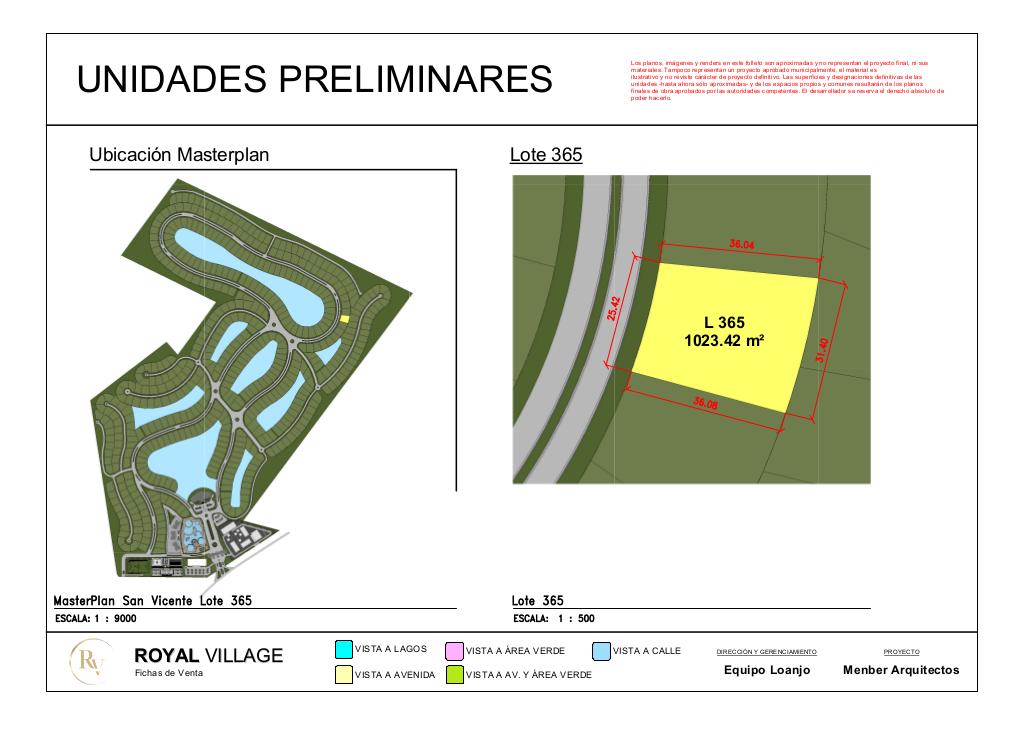 UNIDADES PRELIMINARES
Los planos, imágenes y renders en este folleto son aproximadas y no representan el proyecto final, ni sus
materiales. Tampoco representan un proyecto aprobado municipalmente, el material es
ilustrativo y no reviste carácter de proyecto definitivo. Las superficies y designaciones definitivas de las
unidades -hasta ahora sólo aproximadas- y de los espacios propios y comunes resultarán de los planos
finales de obra aprobados por las autoridades competentes. El desarrollador se reserva el derecho absoluto de
poder hacerlo.
Ubicación Masterplan
Lote 365
36.04
25.42
L 365
1023.42 m²
31.40
36.08
MasterPlan San Vicente Lote 365
ESCALA: 1 : 9000
Lote 365
ESCALA: 1 : 500
RV
ROYAL VILLAGE
Fichas de Venta
VISTA A LAGOS
VISTA A ÁREA VERDE
VISTA A CALLE
VISTA A AVENIDA
VISTA A AV. Y ÁREA VERDE
DIRECCIÓN Y GERENCIAMIENTO
Equipo Loanjo
PROYECTO
Menber Arquitectos